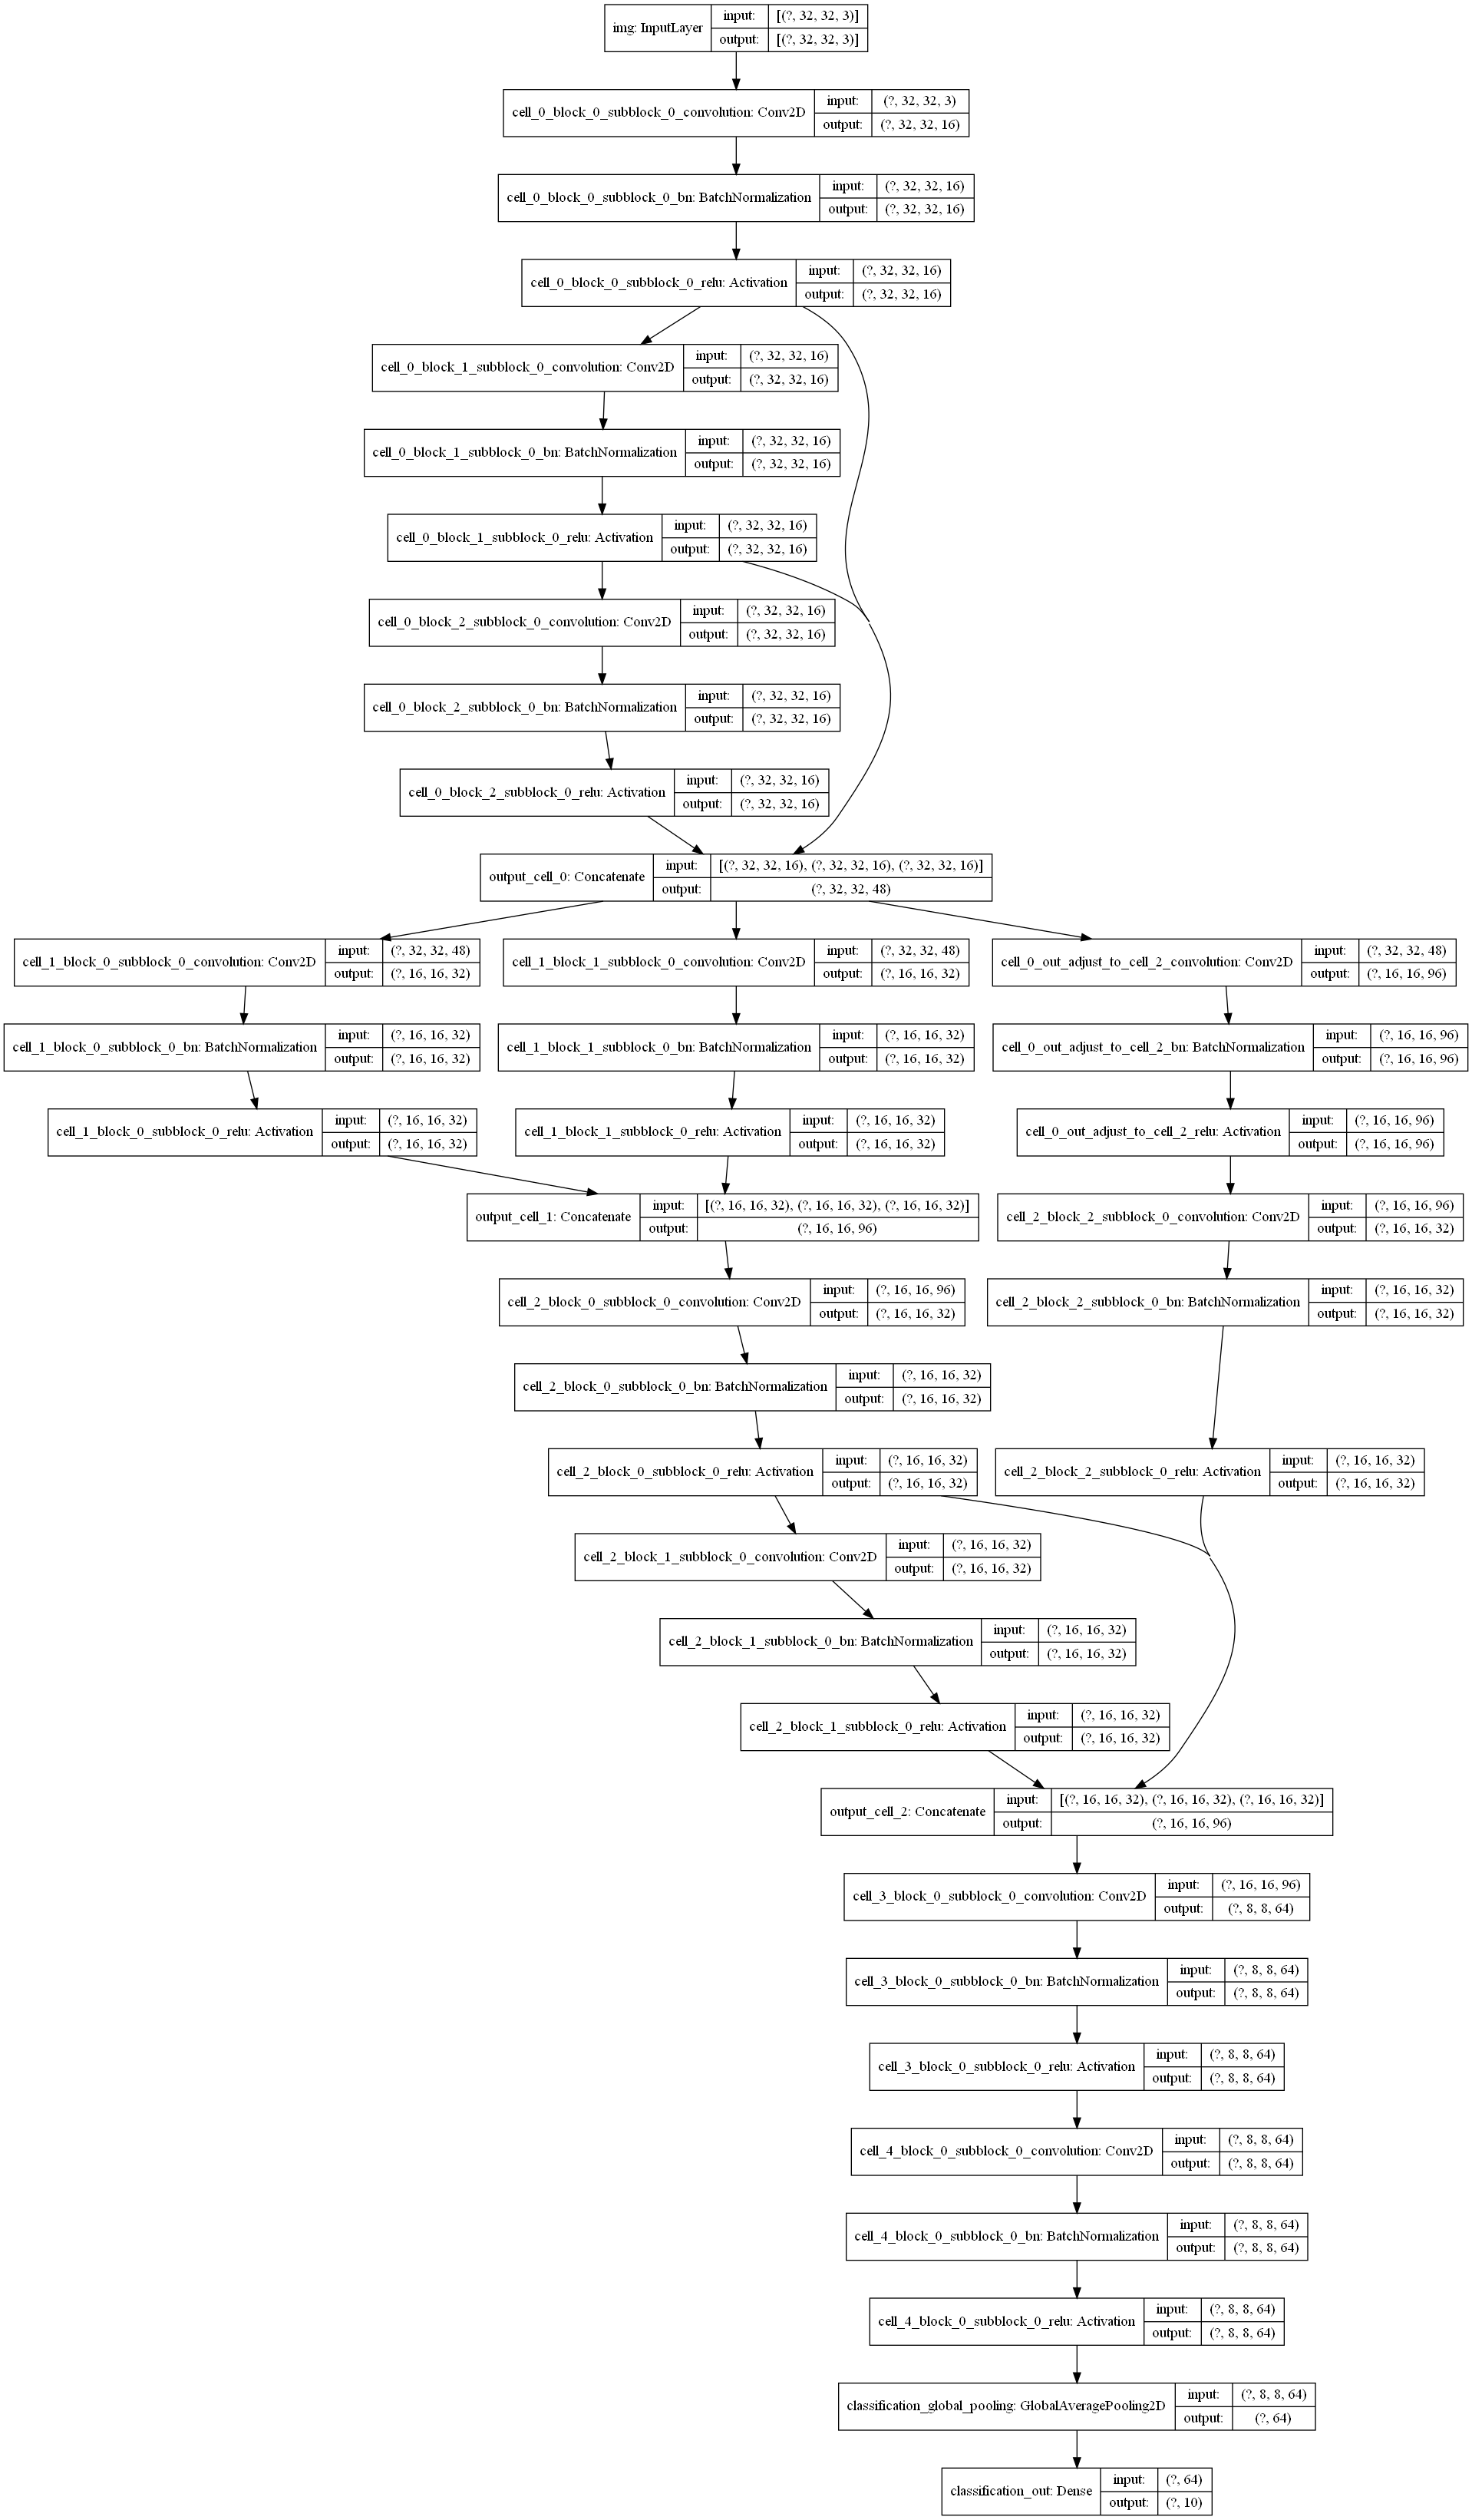 img: InputLayer
input: [(?, 32, 32, 3)]
output: [(?, 32, 32, 3)]
cell_0_block_0_subblock_0_convolution: Conv2D
input: (?, 32, 32, 3)
output: (?, 32, 32, 16)
cell_0_block_0_subblock_0_bn: BatchNormalization
input: (?, 32, 32, 16)
output: (?, 32, 32, 16)
cell_0_block_0_subblock_0_relu: Activation
input: (?, 32, 32, 16)
output: (?, 32, 32, 16)
cell_0_block_1_subblock_0_convolution: Conv2D
input: (?, 32, 32, 16)
output: (?, 32, 32, 16)
cell_0_block_1_subblock_0_bn: BatchNormalization
input: (?, 32, 32, 16)
output: (?, 32, 32, 16)
cell_0_block_1_subblock_0_relu: Activation
input: (?, 32, 32, 16)
output: (?, 32, 32, 16)
cell_0_block_2_subblock_0_convolution: Conv2D
input: (?, 32, 32, 16)
output: (?, 32, 32, 16)
cell_0_block_2_subblock_0_bn: BatchNormalization
input: (?, 32, 32, 16)
output: (?, 32, 32, 16)
cell_0_block_2_subblock_0_relu: Activation
input: (?, 32, 32, 16)
output: (?, 32, 32, 16)
output_cell_0: Concatenate
input: [(?, 32, 32, 16), (?, 32, 32, 16), (?, 32, 32, 16)]
output: (?, 32, 32, 48)
cell_1_block_0_subblock_0_convolution: Conv2D
input: (?, 32, 32, 48)
output: (?, 16, 16, 32)
cell_1_block_1_subblock_0_convolution: Conv2D
input: (?, 32, 32, 48)
output: (?, 16, 16, 32)
cell_0_out_adjust_to_cell_2_convolution: Conv2D
input: (?, 32, 32, 48)
output: (?, 16, 16, 96)
cell_1_block_0_subblock_0_bn: BatchNormalization
input: (?, 16, 16, 32)
output: (?, 16, 16, 32)
cell_1_block_1_subblock_0_bn: BatchNormalization
input: (?, 16, 16, 32)
output: (?, 16, 16, 32)
cell_0_out_adjust_to_cell_2_bn: BatchNormalization
input: (?, 16, 16, 96)
output: (?, 16, 16, 96)
cell_1_block_0_subblock_0_relu: Activation
input: (?, 16, 16, 32)
output: (?, 16, 16, 32)
cell_1_block_1_subblock_0_relu: Activation
input: (?, 16, 16, 32)
output: (?, 16, 16, 32)
cell_0_out_adjust_to_cell_2_relu: Activation
input: (?, 16, 16, 96)
output: (?, 16, 16, 96)
output_cell_1: Concatenate
input: [(?, 16, 16, 32), (?, 16, 16, 32), (?, 16, 16, 32)]
output: (?, 16, 16, 96)
cell_2_block_2_subblock_0_convolution: Conv2D
input: (?, 16, 16, 96)
output: (?, 16, 16, 32)
cell_2_block_0_subblock_0_convolution: Conv2D
input: (?, 16, 16, 96)
output: (?, 16, 16, 32)
cell_2_block_2_subblock_0_bn: BatchNormalization
input: (?, 16, 16, 32)
output: (?, 16, 16, 32)
cell_2_block_0_subblock_0_bn: BatchNormalization
input: (?, 16, 16, 32)
output: (?, 16, 16, 32)
cell_2_block_0_subblock_0_relu: Activation
input: (?, 16, 16, 32)
output: (?, 16, 16, 32)
cell_2_block_2_subblock_0_relu: Activation
input: (?, 16, 16, 32)
output: (?, 16, 16, 32)
cell_2_block_1_subblock_0_convolution: Conv2D
input: (?, 16, 16, 32)
output: (?, 16, 16, 32)
cell_2_block_1_subblock_0_bn: BatchNormalization
input: (?, 16, 16, 32)
output: (?, 16, 16, 32)
cell_2_block_1_subblock_0_relu: Activation
input: (?, 16, 16, 32)
output: (?, 16, 16, 32)
output_cell_2: Concatenate
input: [(?, 16, 16, 32), (?, 16, 16, 32), (?, 16, 16, 32)]
output: (?, 16, 16, 96)
cell_3_block_0_subblock_0_convolution: Conv2D
input: (?, 16, 16, 96)
output: (?, 8, 8, 64)
cell_3_block_0_subblock_0_bn: BatchNormalization
input: (?, 8, 8, 64)
output: (?, 8, 8, 64)
cell_3_block_0_subblock_0_relu: Activation
input: (?, 8, 8, 64)
output: (?, 8, 8, 64)
cell_4_block_0_subblock_0_convolution: Conv2D
input: (?, 8, 8, 64)
output: (?, 8, 8, 64)
cell_4_block_0_subblock_0_bn: BatchNormalization
input: (?, 8, 8, 64)
output: (?, 8, 8, 64)
cell_4_block_0_subblock_0_relu: Activation
input: (?, 8, 8, 64)
output: (?, 8, 8, 64)
classification_global_pooling: GlobalAveragePooling2D
input: (?, 8, 8, 64)
output: (?, 64)
classification_out: Dense
input: (?, 64)
output: (?, 10)